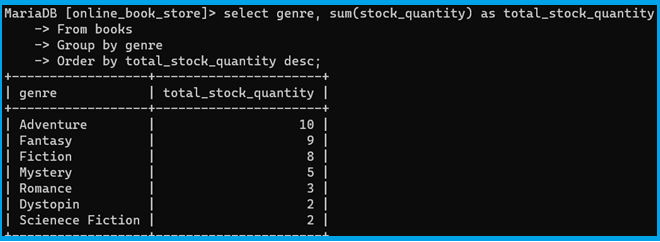 MariaDB [online_book_store]> select genre, sum(stock_quantity) as total_stock_quantity
    -> From books
    -> Group by genre
    -> Order by total_stock_quantity desc;
+-----------------+----------------------+
| genre           | total_stock_quantity |
+-----------------+----------------------+
| Adventure       |                   10 |
| Fantasy         |                    9 |
| Fiction         |                    8 |
| Mystery         |                    5 |
| Romance         |                    3 |
| Dystopin        |                    2 |
| Scienece Fiction |                    2 |
+-----------------+----------------------+